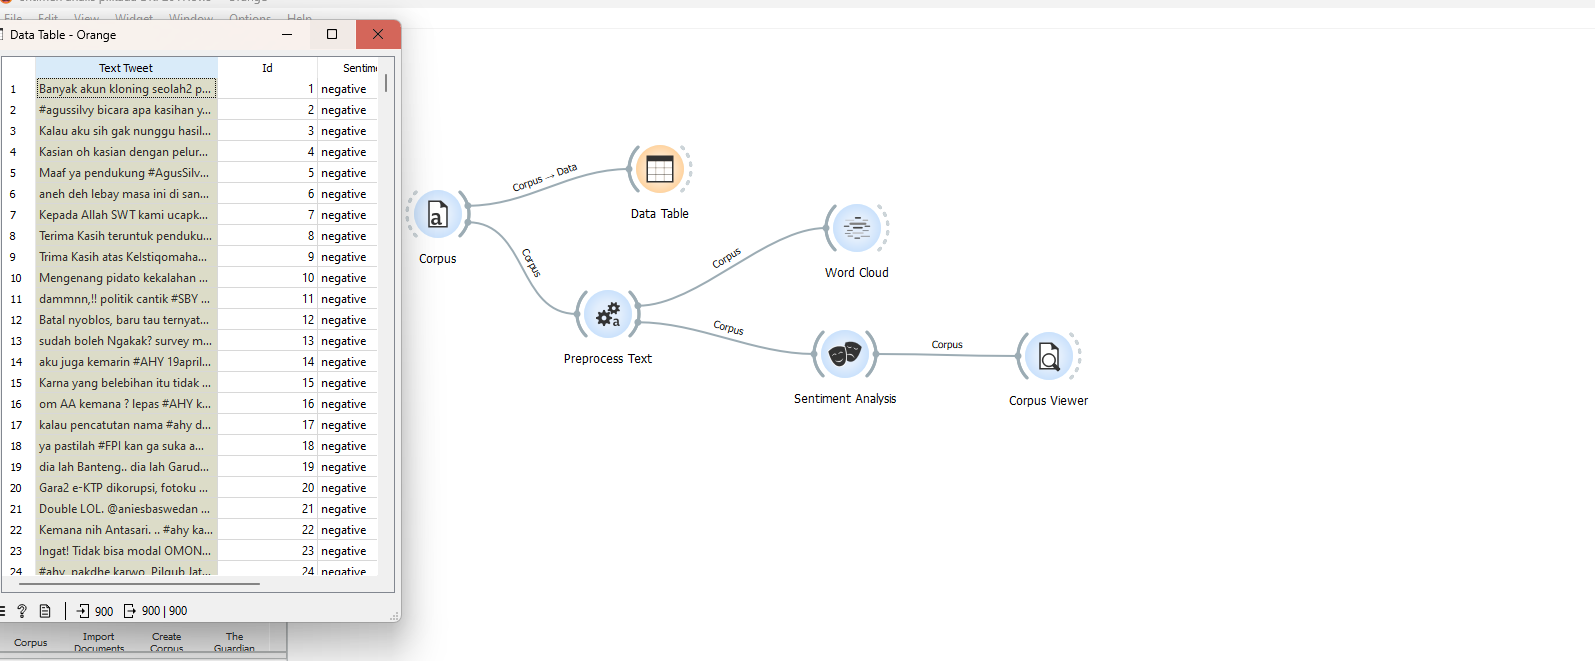 File Edit View Widget Window Options Help
Data Table - Orange
Text Tweet Id Sentim
1 Banyak akun kloning seolah2 p... 1 negative
2 #agussilvy bicara apa kasihan y... 2 negative
3 Kalau aku sih gak nunggu hasil... 3 negative
4 Kasian oh kasian dengan pelur... 4 negative
5 Maaf ya pendukung #AgusSilv... 5 negative
6 aneh deh lebay masa ini di san... 6 negative
7 Kepada Allah SWT kami ucapk... 7 negative
8 Terima Kasih teruntuk penduku... 8 negative
9 Trima Kasih atas KeIstiqomaha... 9 negative
10 Mengenang pidato kekalahan ... 10 negative
11 dammnn,!! politik cantik #SBY ... 11 negative
12 Batal nyoblos, baru tau ternyat... 12 negative
13 sudah boleh Ngakak? survey m... 13 negative
14 aku juga kemarin #AHY 19april... 14 negative
15 Karna yang belebihan itu tidak ... 15 negative
16 om AA kemana ? lepas #AHY k... 16 negative
17 kalau pencatutan nama #ahy d... 17 negative
18 ya pastilah #FPI kan ga suka a... 18 negative
19 dia lah Banteng.. dia lah Garud... 19 negative
20 Gara2 e-KTP dikorupsi, fotoku ... 20 negative
21 Double LOL. @aniesbaswedan ... 21 negative
22 Kemana nih Antasari. .. #ahy ka... 22 negative
23 Ingat! Tidak bisa modal OMON... 23 negative
24 #ahy pakdhe karwo Pilgub Jat... 24 negative
900 900 | 900
Corpus Import Documents Create Corpus The Guardian
Corpus → Data
Data Table
Corpus
Corpus
Corpus
Word Cloud
Preprocess Text
Corpus
Sentiment Analysis
Corpus
Corpus Viewer